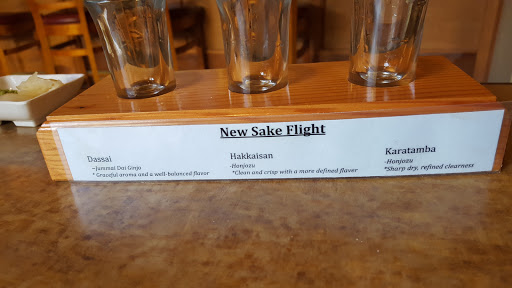 New Sake Flight
Dassai
~Junmai Dai Ginjo
* Graceful aroma and a well-balanced flavor
Hakkaisan
-Honjozu
*Clean and crisp with a more defined flavor
Karatamba
-Honjozu
*Sharp dry, refined clearness